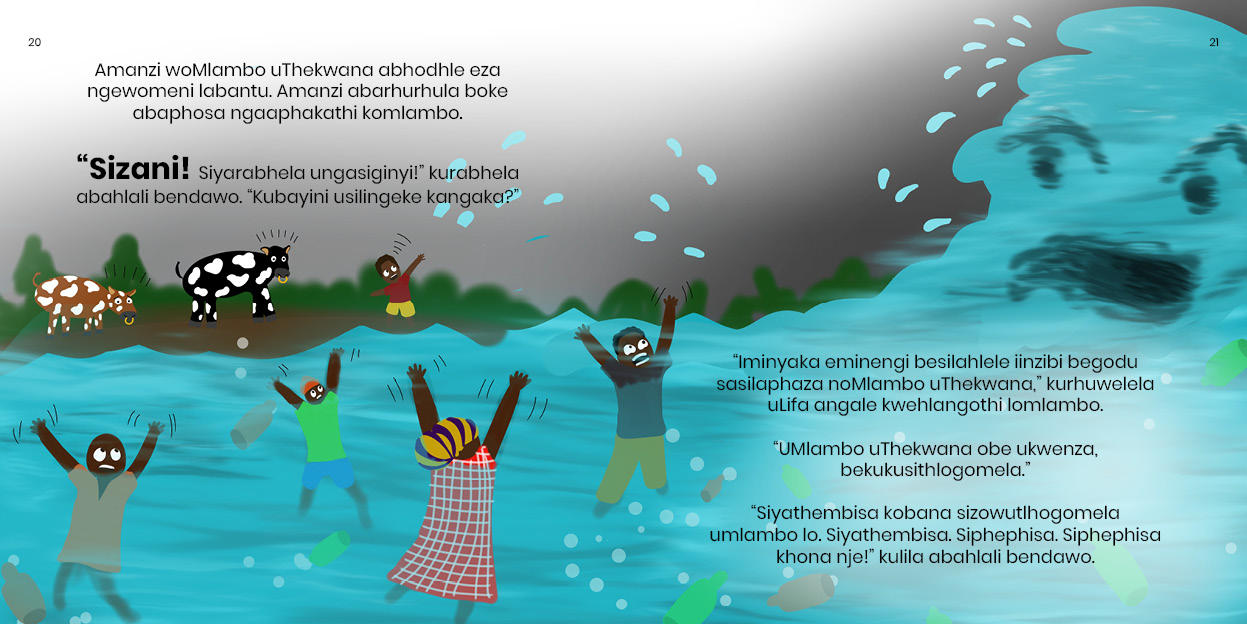 20
Amanzi woMlambo uThekwana abhodhle eza
ngewomeni labantu. Amanzi abarhurhula boke
abaphosa ngaaphakathi komlambo.
“Sizani! Siyarabhela ungasiginyi!” kurabhela
abahlali bendawo. “Kubayini usilingeke kangaka?”
21
“Iminyaka eminengi besilahlele iinzibi begodu
sasilaphaza noMlambo uThekwana,” kurhuwelela
uLifa angale kwehlangothi lomlambo.
“UMlambo uThekwana obe ukwenza,
bekukusithlogomela.”
“Siyathembisa kobana sizowutlhogomela
umlambo lo. Siyathembisa. Siphephisa. Siphephisa
khona nje!” kulila abahlali bendawo.